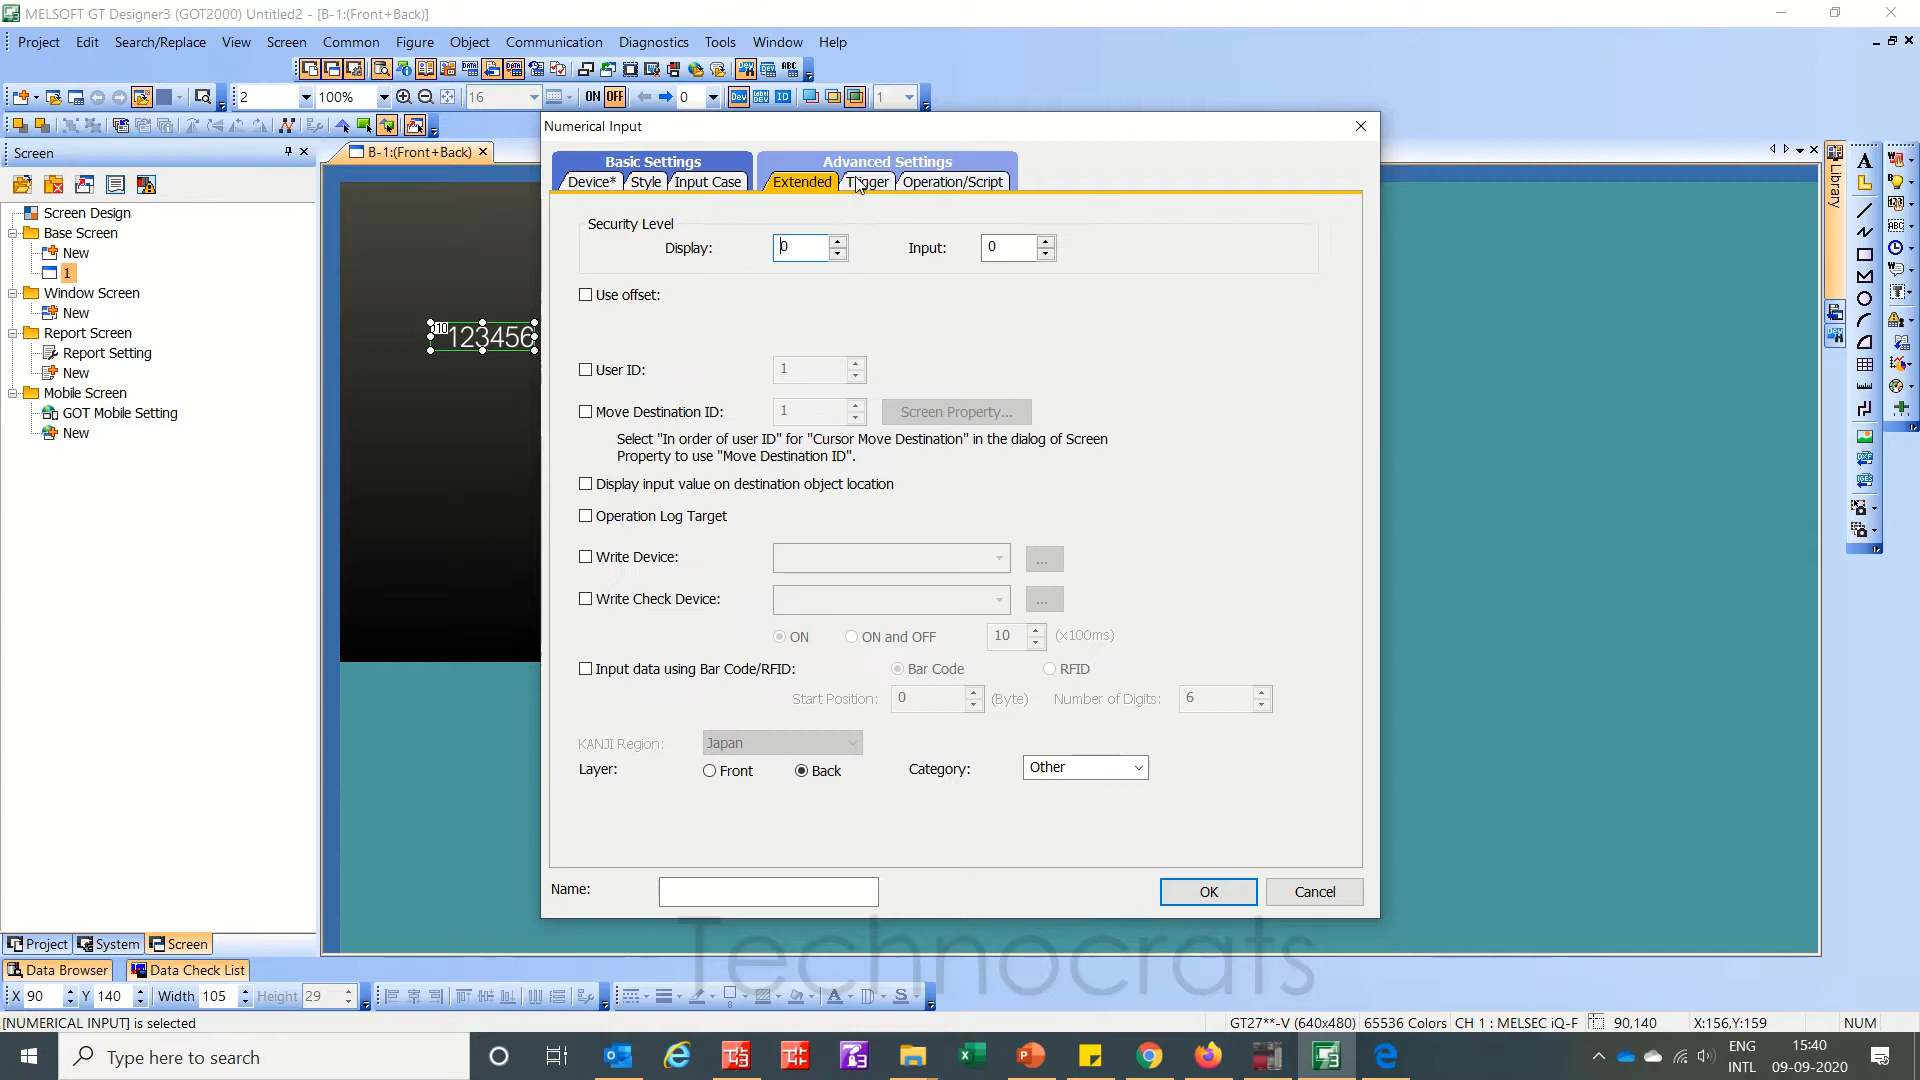 MELSOFT GT Designer3 (GOT2000) Untitled2 - [B-1:(Front+Back)]
Project Edit Search/Replace View Screen Common Figure Object Communication Diagnostics Tools Window Help
2 100% 16 ON OFF 0 1
Screen
B-1:(Front+Back)
Screen Design
Base Screen
New
1
Window Screen
New
Report Screen
Report Setting
New
Mobile Screen
GOT Mobile Setting
New
Project System Screen
Data Browser Data Check List
123456
Library
Numerical Input
Basic Settings Advanced Settings
Device* Style Input Case Extended Trigger Operation/Script
Security Level
Display: 0 Input: 0
Use offset:
User ID: 1
Move Destination ID: 1 Screen Property...
Select "In order of user ID" for "Cursor Move Destination" in the dialog of Screen
Property to use "Move Destination ID".
Display input value on destination object location
Operation Log Target
Write Device: ...
Write Check Device: ...
ON ON and OFF 10 (x100ms)
Input data using Bar Code/RFID: Bar Code RFID
Start Position: 0 (Byte) Number of Digits: 6
KANJI Region: Japan
Layer: Front Back Category: Other
Name: OK Cancel
Technocrats
X 90 Y 140 Width 105 Height 29
[NUMERICAL INPUT] is selected
GT27**-V (640x480) 65536 Colors CH 1 : MELSEC iQ-F 90,140 X:156,Y:159 NUM
Type here to search
ENG
INTL
15:40
09-09-2020